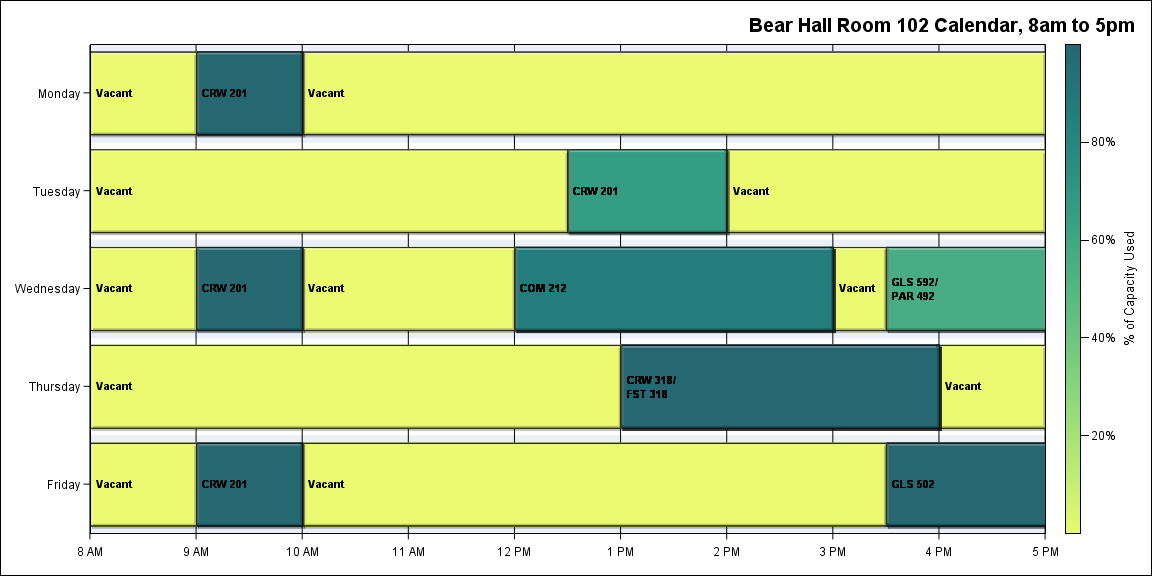 Bear Hall Room 102 Calendar, 8am to 5pm
Monday
Vacant
CRW 201
Vacant
Tuesday
Vacant
CRW 201
Vacant
Wednesday
Vacant
CRW 201
Vacant
COM 212
Vacant
GLS 592/
PAR 492
Thursday
Vacant
CRW 318/
FST 318
Vacant
Friday
Vacant
CRW 201
Vacant
GLS 502
8 AM
9 AM
10 AM
11 AM
12 PM
1 PM
2 PM
3 PM
4 PM
5 PM
80%
60%
40%
20%
% of Capacity Used